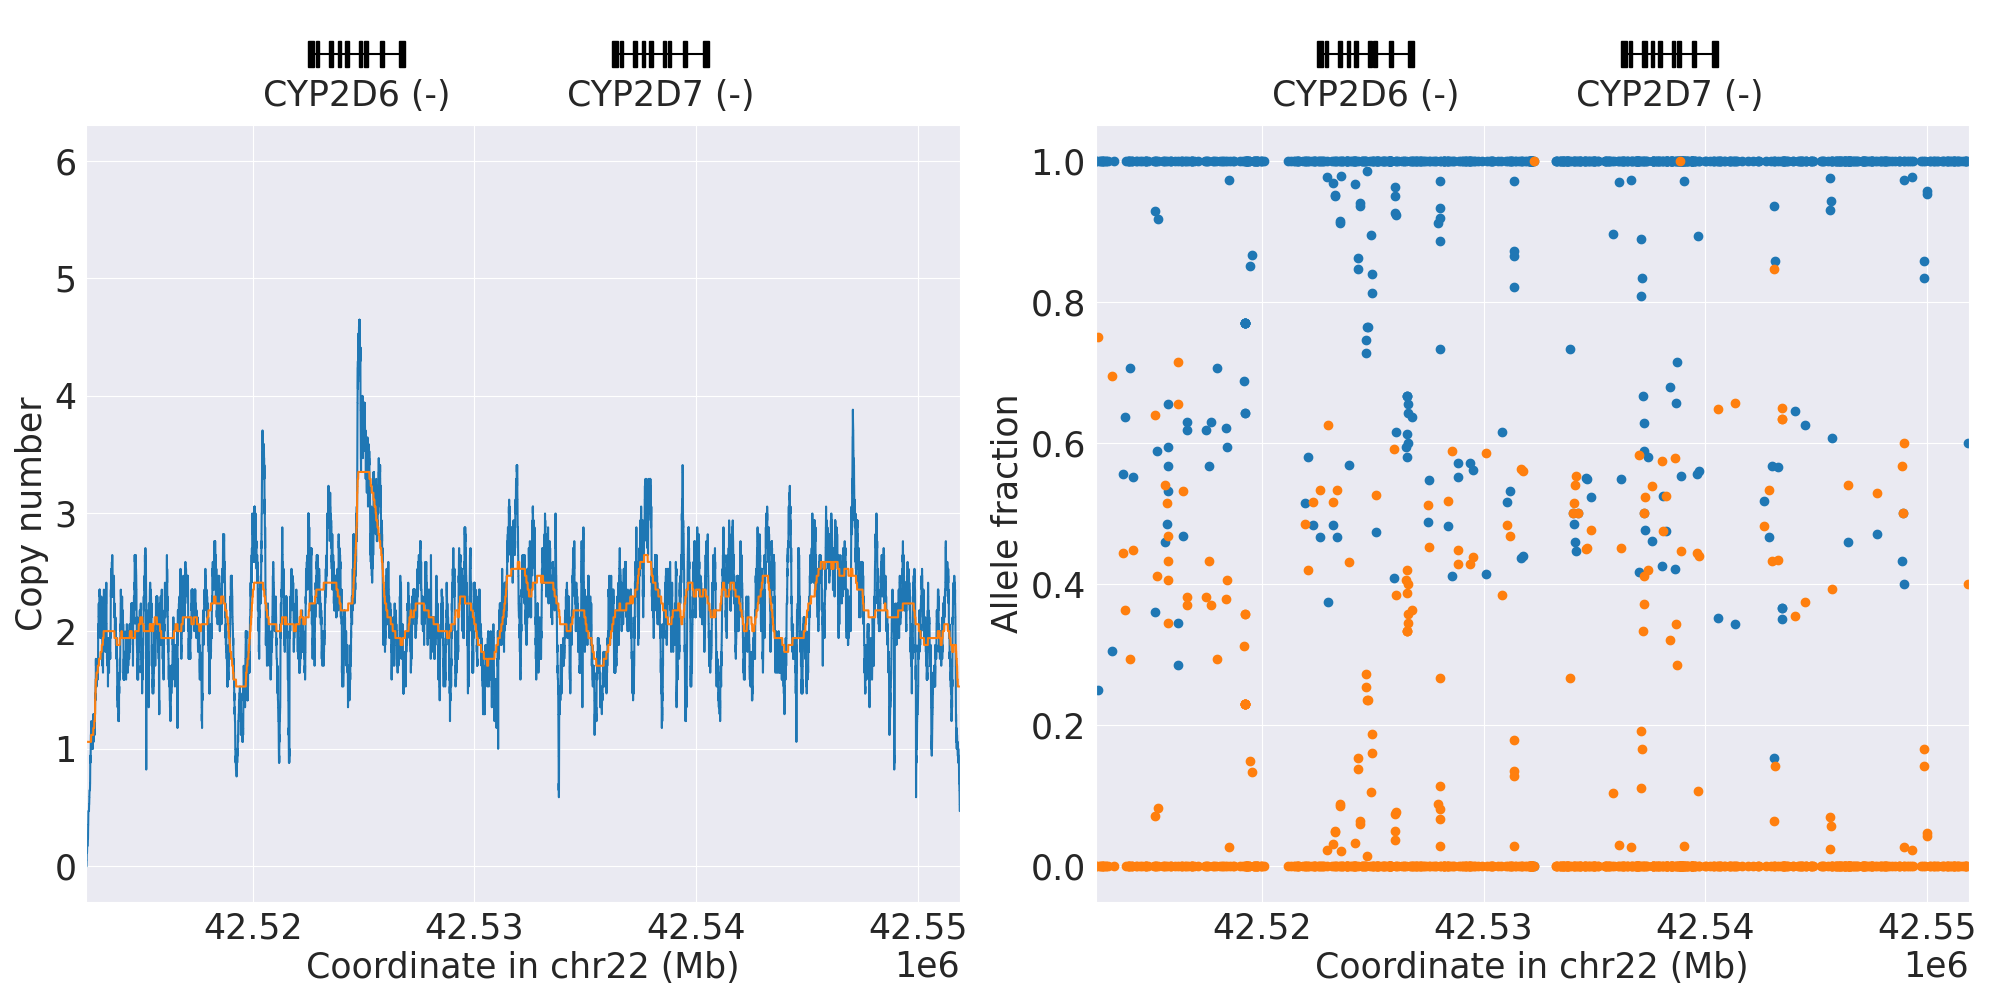 CYP2D6 (-) CYP2D7 (-)
6
5
4
3
2
1
0
Copy number
42.52 42.53 42.54 42.55
Coordinate in chr22 (Mb) 1e6
CYP2D6 (-) CYP2D7 (-)
1.0
0.8
0.6
0.4
0.2
0.0
Allele fraction
42.52 42.53 42.54 42.55
Coordinate in chr22 (Mb) 1e6